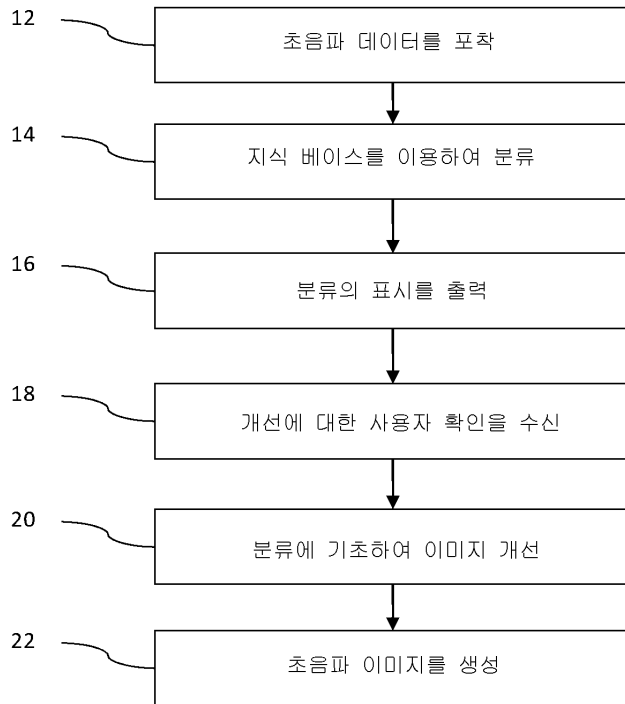 12
초음파 데이터를 포착
14
지식 베이스를 이용하여 분류
16
분류의 표시를 출력
18
개선에 대한 사용자 확인을 수신
20
분류에 기초하여 이미지 개선
22
초음파 이미지를 생성